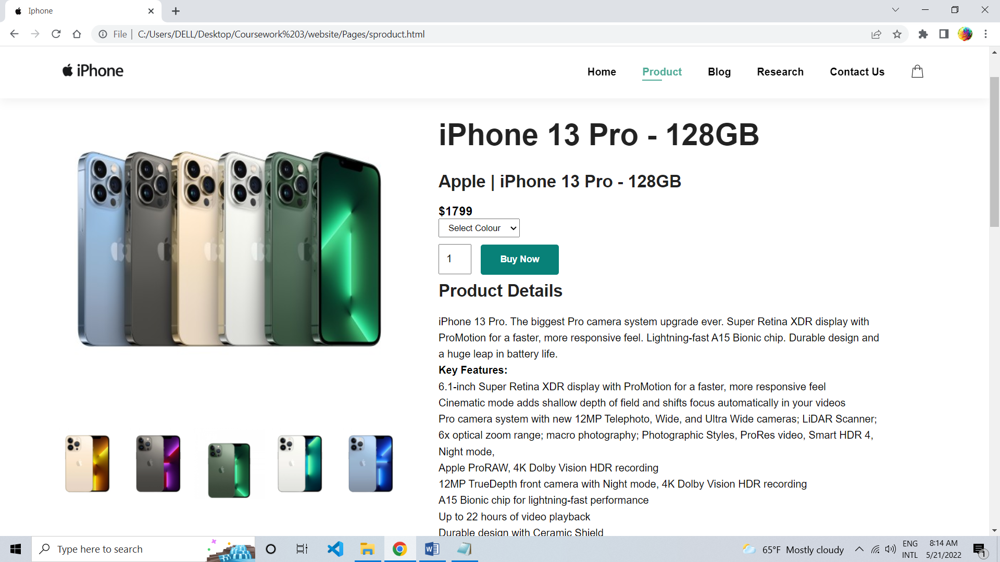 Iphone
File | C:/Users/DELL/Desktop/Coursework%203/website/Pages/sproduct.html
iPhone
Home Product Blog Research Contact Us
iPhone 13 Pro - 128GB
Apple | iPhone 13 Pro - 128GB
$1799
Select Colour
1 Buy Now
Product Details
iPhone 13 Pro. The biggest Pro camera system upgrade ever. Super Retina XDR display with
ProMotion for a faster, more responsive feel. Lightning-fast A15 Bionic chip. Durable design and
a huge leap in battery life.
Key Features:
6.1-inch Super Retina XDR display with ProMotion for a faster, more responsive feel
Cinematic mode adds shallow depth of field and shifts focus automatically in your videos
Pro camera system with new 12MP Telephoto, Wide, and Ultra Wide cameras; LiDAR Scanner;
6x optical zoom range; macro photography; Photographic Styles, ProRes video, Smart HDR 4,
Night mode,
Apple ProRAW, 4K Dolby Vision HDR recording
12MP TrueDepth front camera with Night mode, 4K Dolby Vision HDR recording
A15 Bionic chip for lightning-fast performance
Up to 22 hours of video playback
Durable design with Ceramic Shield
Type here to search
65°F Mostly cloudy
ENG
INTL
8:14 AM
5/21/2022
1